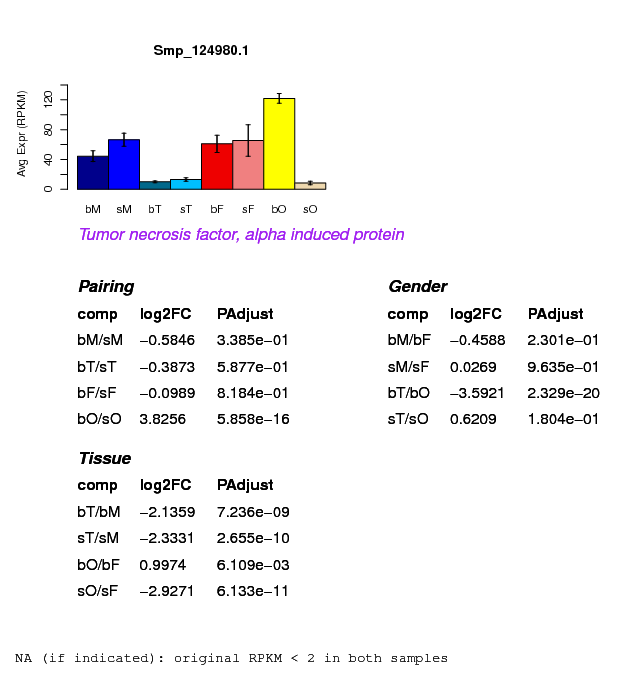 Smp_124980.1
Avg Expr (RPKM)
0 40 80 120
bM sM bT sT bF sF bO sO
Tumor necrosis factor, alpha induced protein
Pairing
comp log2FC PAdjust
bM/sM −0.5846 3.385e−01
bT/sT −0.3873 5.877e−01
bF/sF −0.0989 8.184e−01
bO/sO 3.8256 5.858e−16
Gender
comp log2FC PAdjust
bM/bF −0.4588 2.301e−01
sM/sF 0.0269 9.635e−01
bT/bO −3.5921 2.329e−20
sT/sO 0.6209 1.804e−01
Tissue
comp log2FC PAdjust
bT/bM −2.1359 7.236e−09
sT/sM −2.3331 2.655e−10
bO/bF 0.9974 6.109e−03
sO/sF −2.9271 6.133e−11
NA (if indicated): original RPKM < 2 in both samples